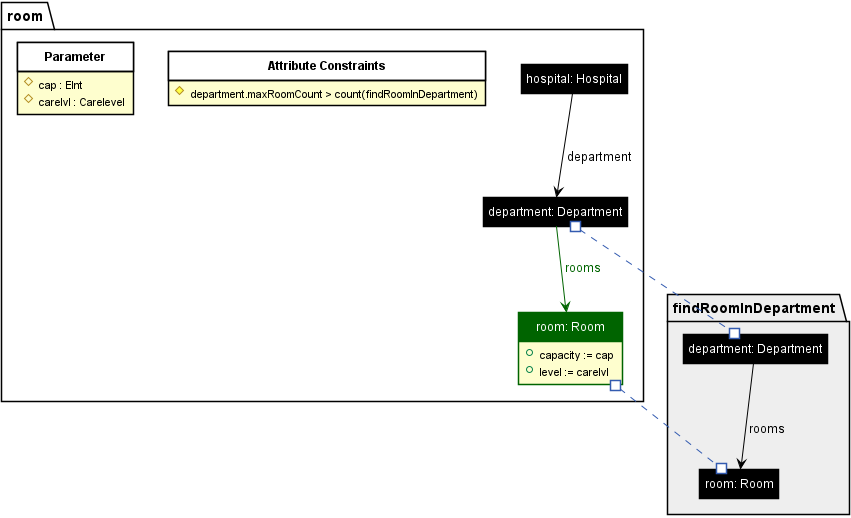 room
Parameter
cap : EInt
carelvl : Carelevel
Attribute Constraints
department.maxRoomCount > count(findRoomInDepartment)
hospital: Hospital
department
department: Department
rooms
room: Room
capacity := cap
level := carelvl
findRoomInDepartment
department: Department
rooms
room: Room